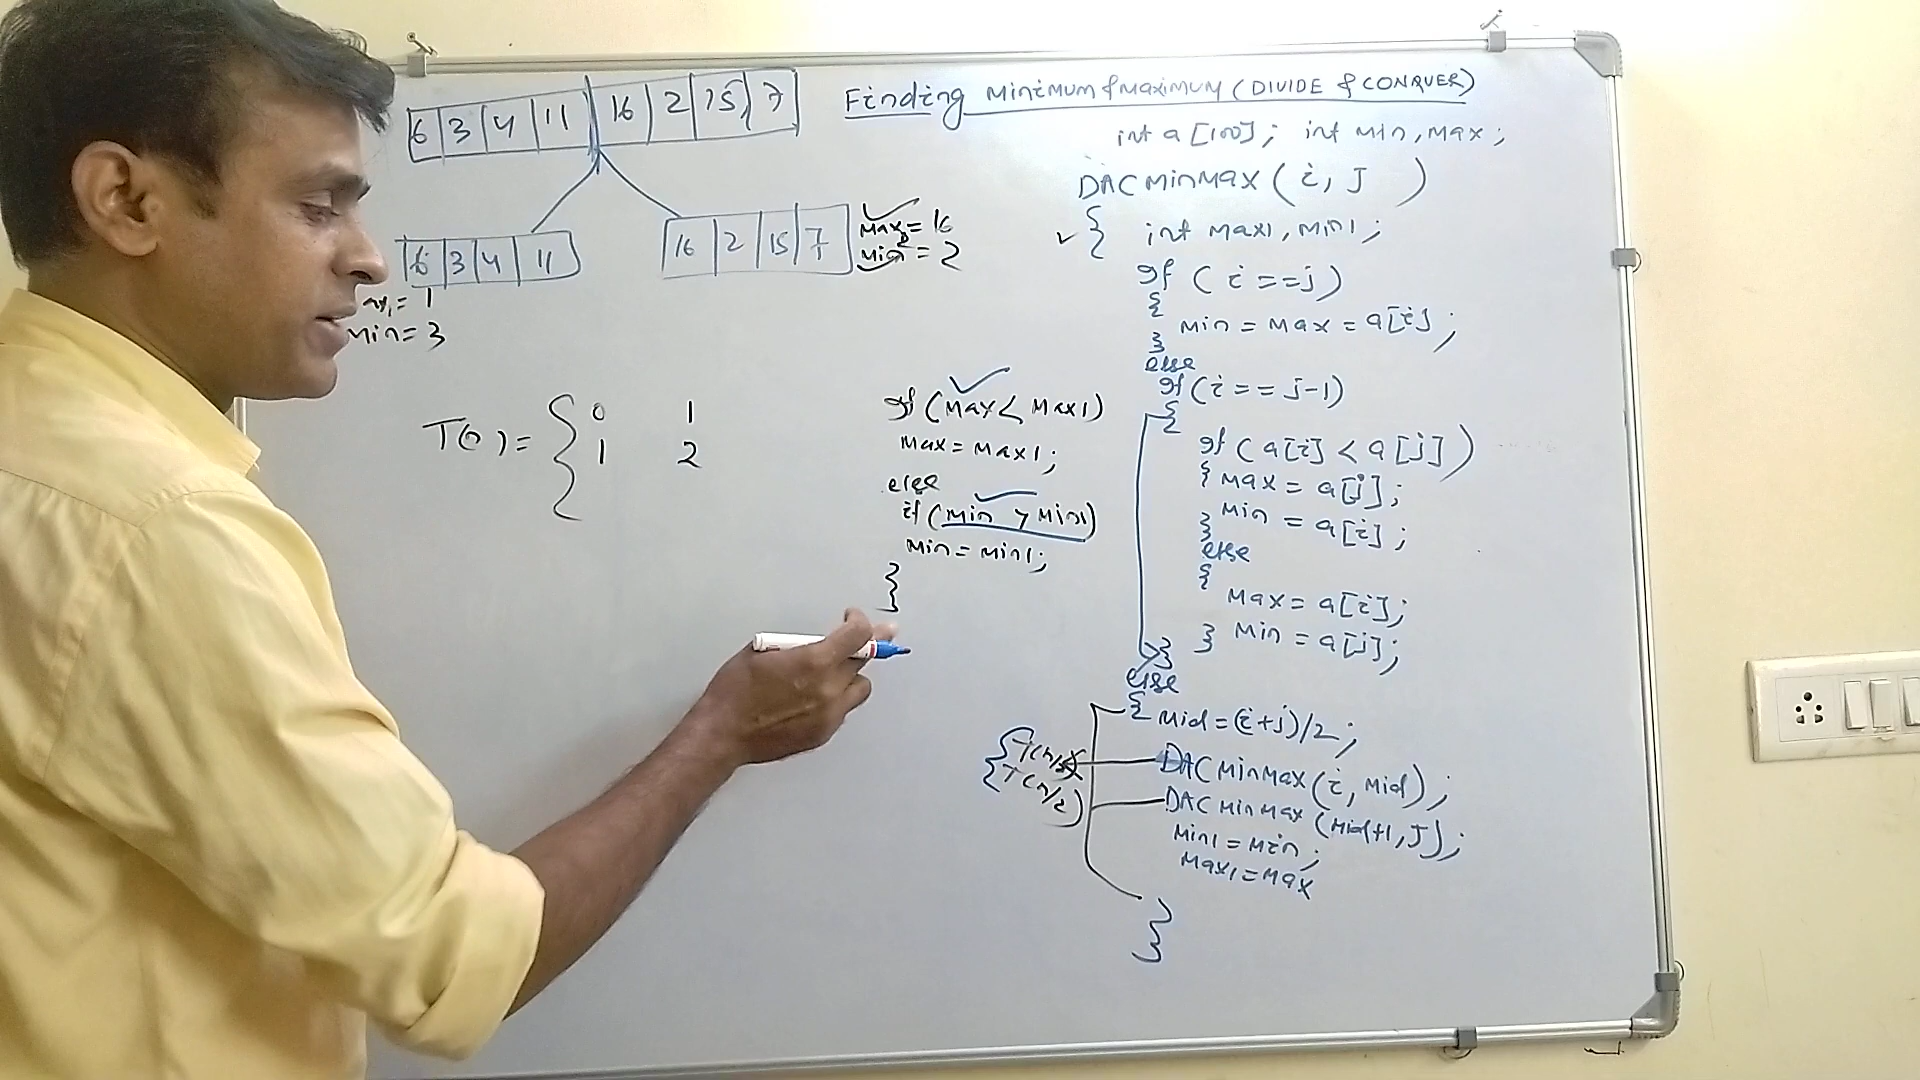 6 3 4 11 16 2 15 7
6 3 4 11
16 2 15 7
Max2 = 16
Min2 = 2
ax1 = 1
Min = 3
T( ) = { 0 1
1 2
if (Max < Max1)
Max = Max1;
else
if (Min > Min1)
Min = Min1;
}
Finding Minimum & Maximum (DIVIDE & CONQUER)
int a [100]; int Min, Max;
DAC MinMax ( i, J )
{ int Max1, Min1;
if ( i == j )
{
Min = Max = a[i];
}
else
if (i == J-1)
{
if ( a[i] < a[j] )
{ Max = a[j];
Min = a[i];
}
else
{
Max = a[i];
Min = a[j];
}
}
else
{ Mid = (i+j)/2;
T(n/2)
DAC MinMax (i, Mid);
T(n/2)
DAC MinMax (Mid+1, J);
Min1 = Min;
Max1 = Max
}